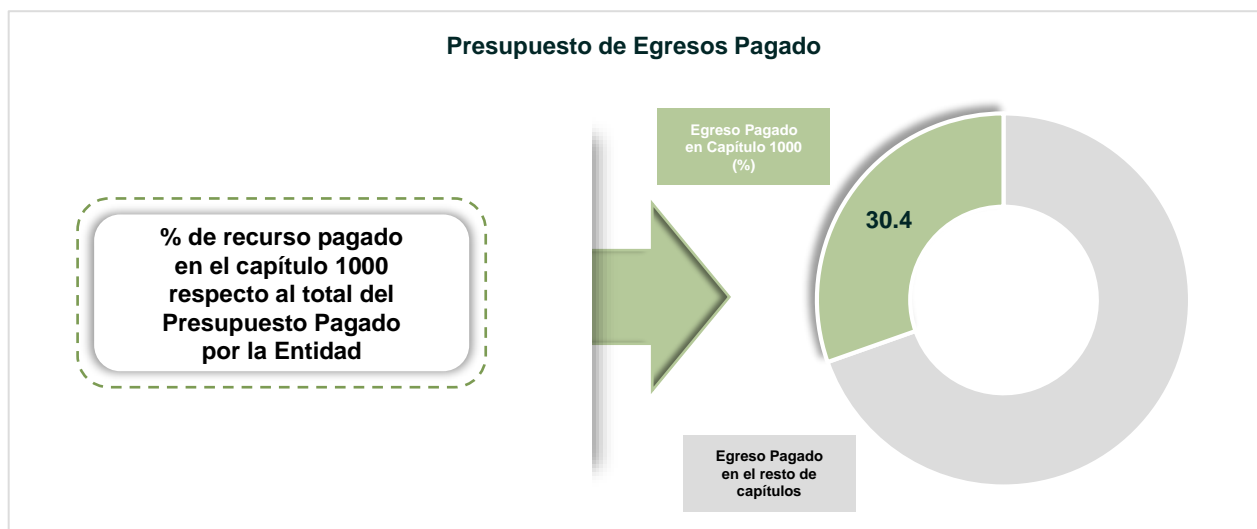 Presupuesto de Egresos Pagado
Egreso Pagado
en Capítulo 1000
(%)
30.4
% de recurso pagado
en el capítulo 1000
respecto al total del
Presupuesto Pagado
por la Entidad
Egreso Pagado
en el resto de
capítulos